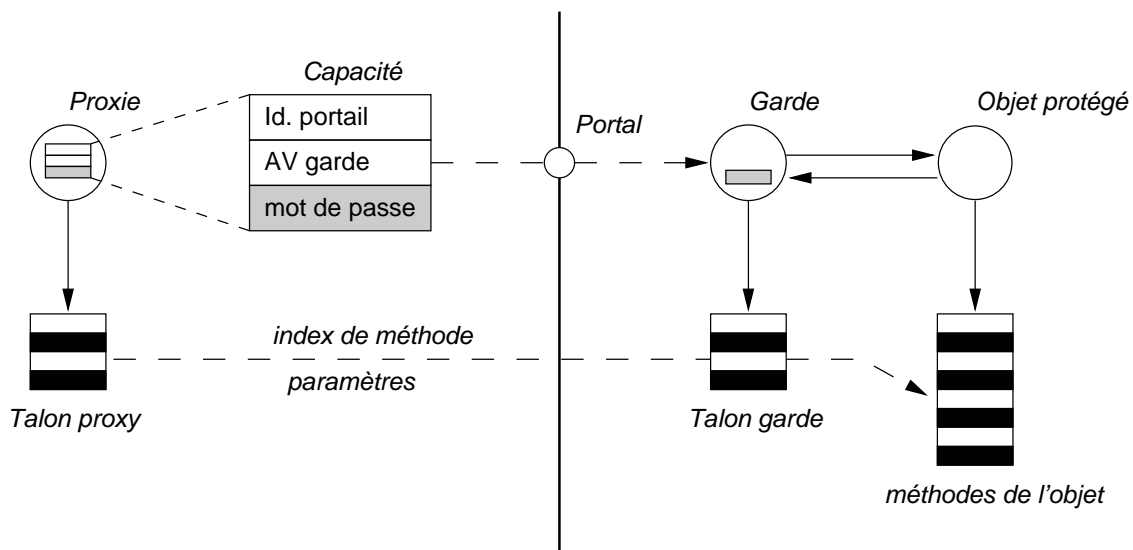 Capacité
Proxie
Garde
Objet protégé
Id. portail
Portal
AV garde
mot de passe
index de méthode
paramètres
Talon proxy
Talon garde
méthodes de l'objet